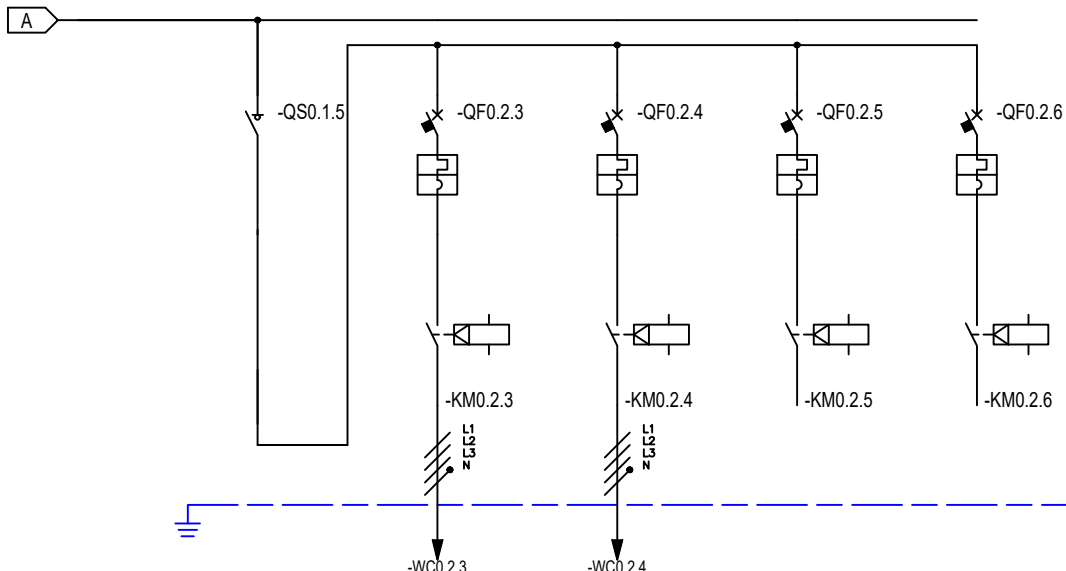 A
-QS0.1.5
-QF0.2.3
-QF0.2.4
-QF0.2.5
-QF0.2.6
-KM0.2.3
-KM0.2.4
-KM0.2.5
-KM0.2.6
L1
L2
L3
N
L1
L2
L3
N
-WC0.2.3
-WC0.2.4